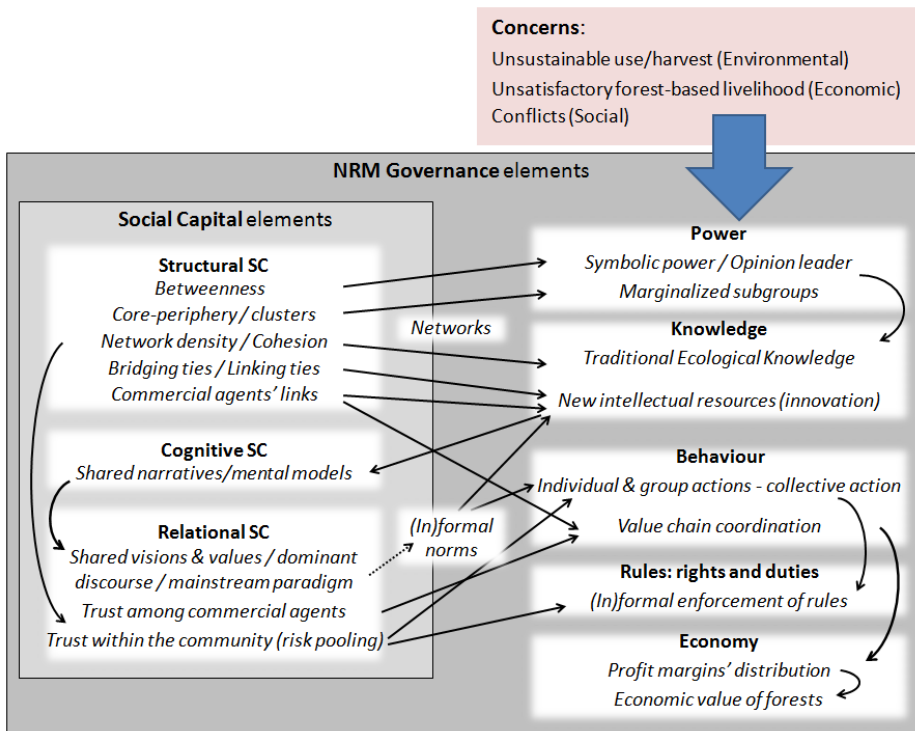 Concerns:
Unsustainable use/harvest (Environmental)
Unsatisfactory forest-based livelihood (Economic)
Conflicts (Social)
NRM Governance elements
Social Capital elements
Structural SC
Betweenness
Core-periphery / clusters
Network density / Cohesion
Bridging ties / Linking ties
Commercial agents' links
Cognitive SC
Shared narratives/mental models
Relational SC
Shared visions & values / dominant
discourse / mainstream paradigm
Trust among commercial agents
Trust within the community (risk pooling)
Networks
(In)formal
norms
Power
Symbolic power / Opinion leader
Marginalized subgroups
Knowledge
Traditional Ecological Knowledge
New intellectual resources (innovation)
Behaviour
Individual & group actions - collective action
Value chain coordination
Rules: rights and duties
(In)formal enforcement of rules
Economy
Profit margins' distribution
Economic value of forests